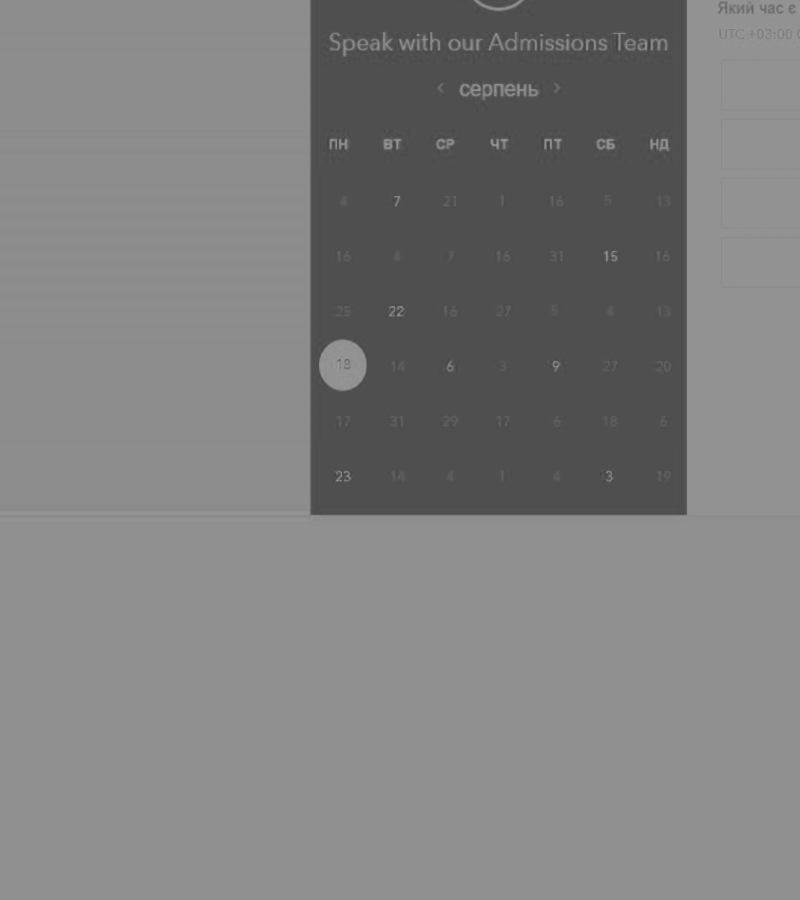 Який час є
Speak with our Admissions Team
UTC +03:00
‹ серпень ›
ПН ВТ СР ЧТ ПТ СБ НД
4 7 21 1 16 5 13
16 4 7 16 31 15 16
25 22 16 27 5 4 13
18 14 6 3 9 27 20
17 31 29 17 6 18 6
23 14 4 1 4 3 19